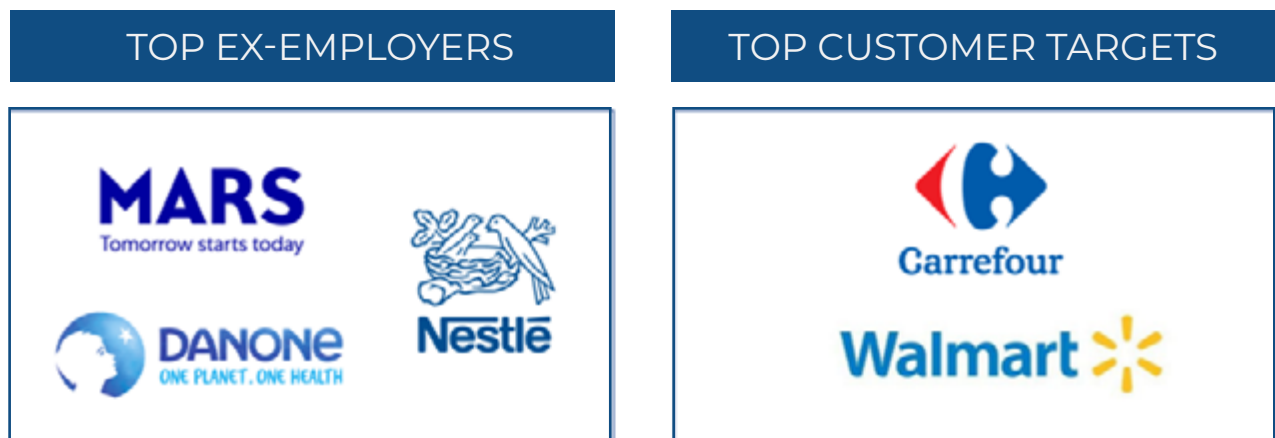 TOP EX-EMPLOYERS
MARS
Tomorrow starts today
Nestlé
DANONE
ONE PLANET. ONE HEALTH
TOP CUSTOMER TARGETS
Carrefour
Walmart